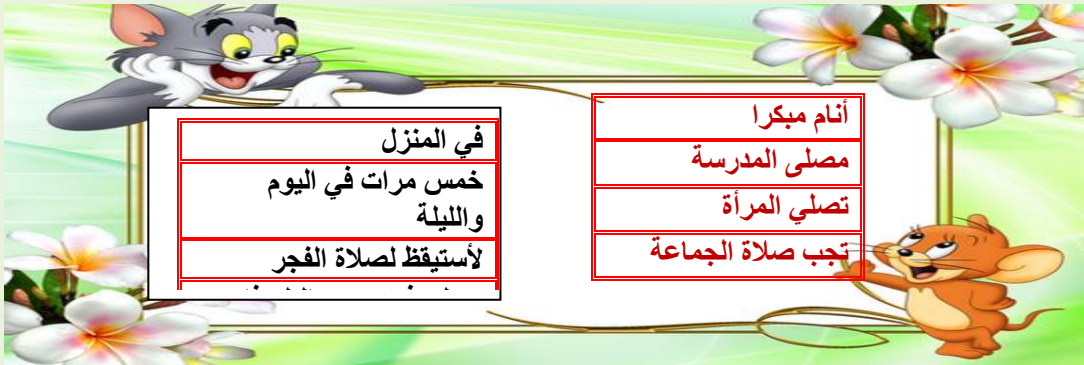 أنام مبكرا
مصلى المدرسة
تصلي المرأة
تجب صلاة الجماعة
في المنزل
خمس مرات في اليوم
والليلة
لأستيقظ لصلاة الفجر